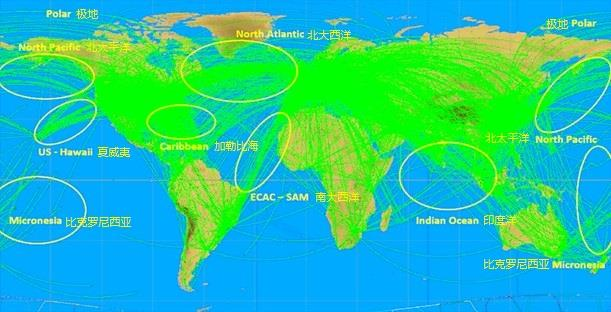 Polar 极地
极地 Polar
North Atlantic 北大西洋
North Pacific 北太平洋
北太平洋 North Pacific
US - Hawaii 夏威夷
Caribbean 加勒比海
ECAC – SAM 南大西洋
Micronesia 比克罗尼西亚
Indian Ocean 印度洋
比克罗尼西亚 Micronesia